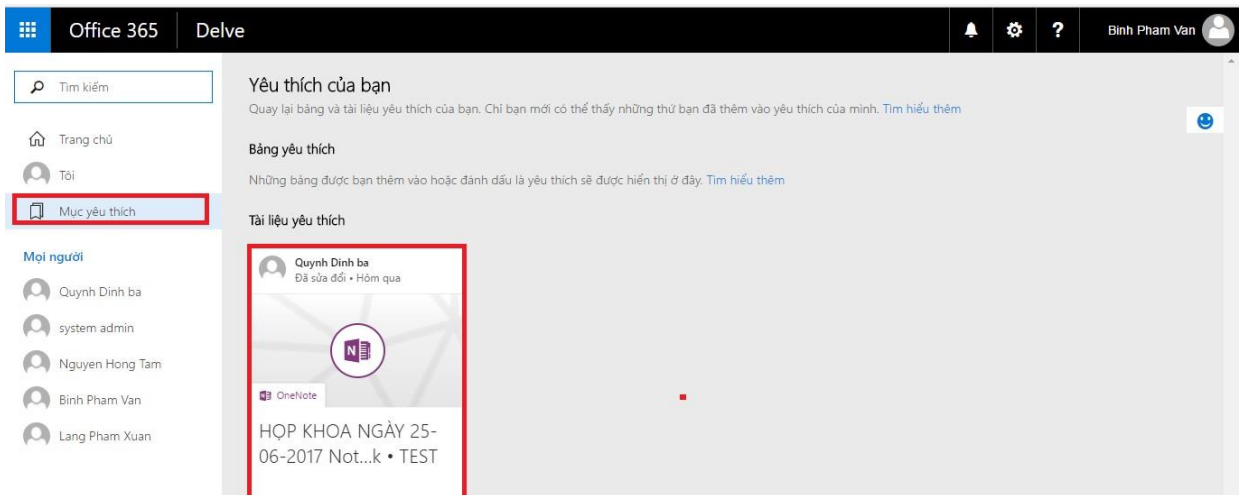 Office 365
Delve
?
Binh Pham Van
Tìm kiếm
Trang chủ
Tôi
Mục yêu thích
Mọi người
Quynh Dinh ba
system admin
Nguyen Hong Tam
Binh Pham Van
Lang Pham Xuan
Yêu thích của bạn
Quay lại bảng và tài liệu yêu thích của bạn. Chỉ bạn mới có thể thấy những thứ bạn đã thêm vào yêu thích của mình. Tìm hiểu thêm
Bảng yêu thích
Những bảng được bạn thêm vào hoặc đánh dấu là yêu thích sẽ được hiển thị ở đây. Tìm hiểu thêm
Tài liệu yêu thích
Quynh Dinh ba
Đã sửa đổi • Hôm qua
N
OneNote
HỌP KHOA NGÀY 25-
06-2017 Not...k • TEST